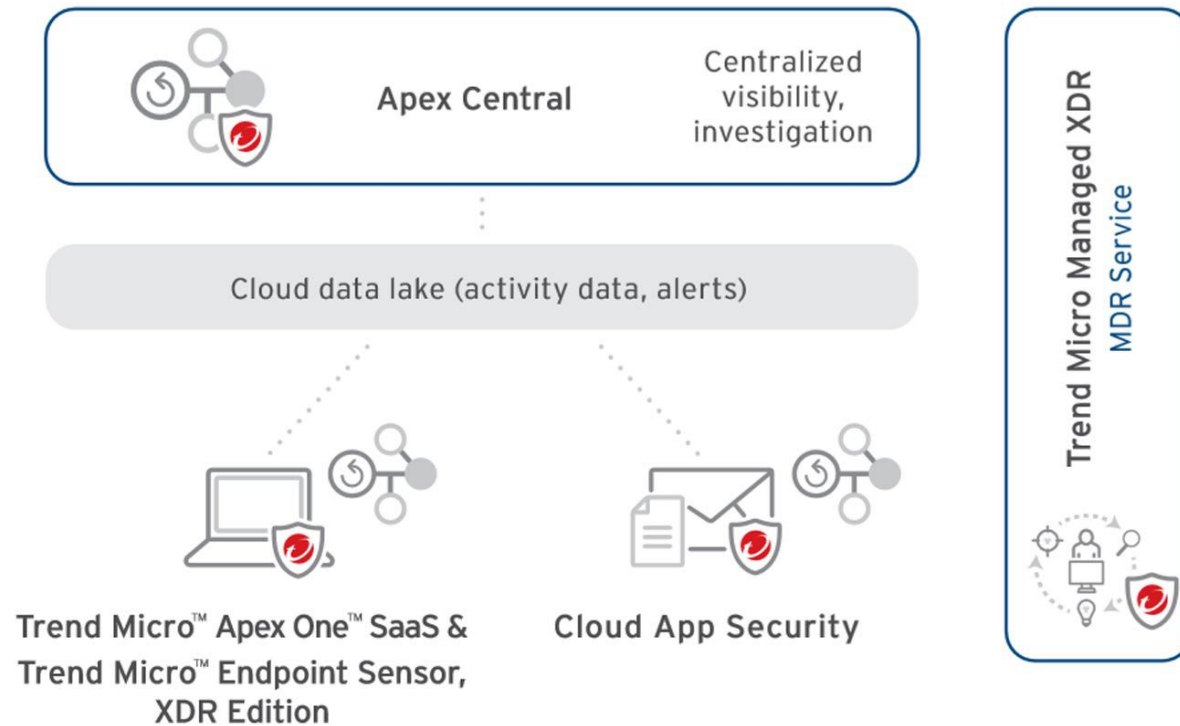 Apex Central
Centralized
visibility,
investigation
Cloud data lake (activity data, alerts)
Trend Micro™ Apex One™ SaaS &
Trend Micro™ Endpoint Sensor,
XDR Edition
Cloud App Security
Trend Micro Managed XDR
MDR Service